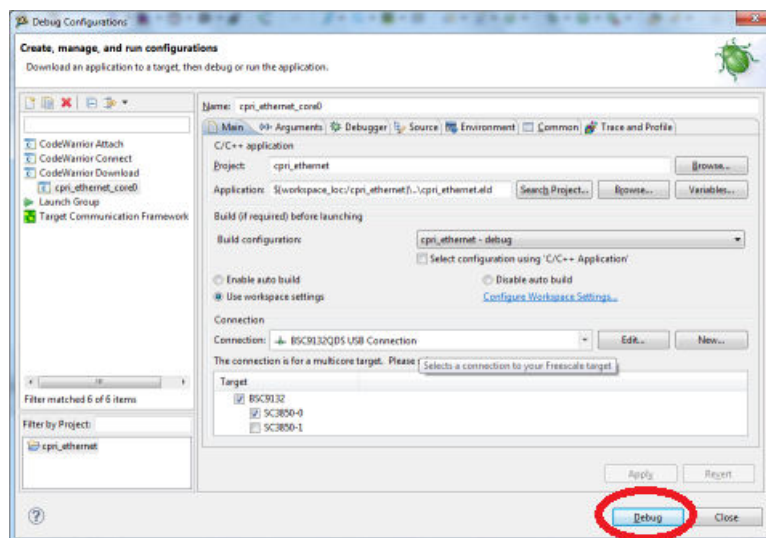 Debug Configurations
Create, manage, and run configurations
Download an application to a target, then debug or run the application.
CodeWarrior Attach
CodeWarrior Connect
CodeWarrior Download
cpri_ethernet_core0
Launch Group
Target Communication Framework
Filter matched 6 of 6 items
Filter by Project:
cpri_ethernet
Name: cpri_ethernet_core0
Main Arguments Debugger Source Environment Common Trace and Profile
C/C++ application
Project: cpri_ethernet Browse...
Application: $(workspace_loc:/cpri_ethernet/\..\cpri_ethernet.eld Search Project... Browse... Variables...
Build (if required) before launching
Build configuration: cpri_ethernet - debug
Select configuration using 'C/C++ Application'
Enable auto build Disable auto build
Use workspace settings Configure Workspace Settings...
Connection
Connection: BSC9132QDS USB Connection Edit... New...
The connection is for a multicore target. Please
Selects a connection to your Freescale target
Target
BSC9132
SC3850-0
SC3850-1
Apply Revert
Debug Close